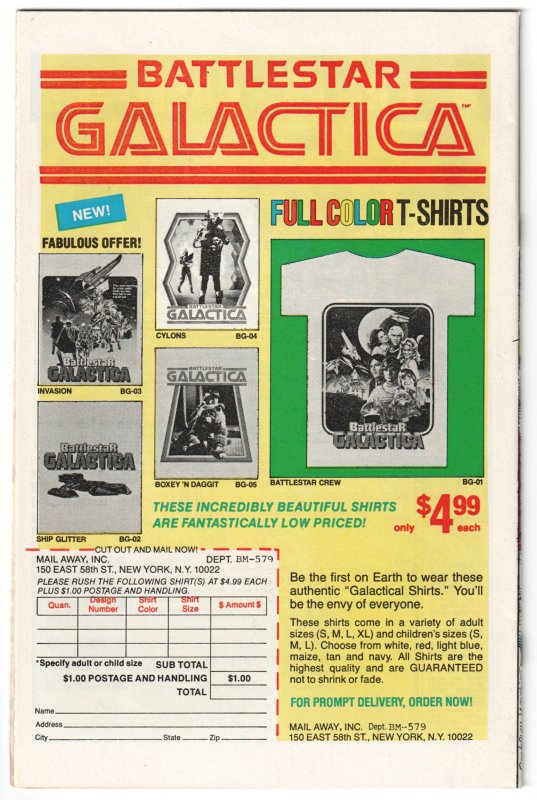 BATTLESTAR
GALACTICA™
NEW!
FULL COLOR T-SHIRTS
FABULOUS OFFER!
BATTLESTAR
GALACTICA
CYLONS BG-04
BattlestaR
GALACTICA
INVASION BG-03
BATTLESTAR
GALACTICA
BOXEY 'N DAGGIT BG-05
BattlestaR
GALACTICA
BATTLESTAR CREW BG-01
BattlestaR
GALACTICA
SHIP GLITTER BG-02
THESE INCREDIBLY BEAUTIFUL SHIRTS
ARE FANTASTICALLY LOW PRICED!
only $4.99 each
CUT OUT AND MAIL NOW!
MAIL AWAY, INC. DEPT. BM-579
150 EAST 58th ST., NEW YORK, N.Y. 10022
PLEASE RUSH THE FOLLOWING SHIRT(S) AT $4.99 EACH
PLUS $1.00 POSTAGE AND HANDLING.
Quan. Design Number Shirt Color Shirt Size $ Amount $
*Specify adult or child size SUB TOTAL
$1.00 POSTAGE AND HANDLING $1.00
TOTAL
Name
Address
City State Zip
Be the first on Earth to wear these
authentic "Galactical Shirts." You'll
be the envy of everyone.
These shirts come in a variety of adult
sizes (S, M, L, XL) and children's sizes (S,
M, L). Choose from white, red, light blue,
maize, tan and navy. All Shirts are the
highest quality and are GUARANTEED
not to shrink or fade.
FOR PROMPT DELIVERY, ORDER NOW!
MAIL AWAY, INC. Dept. BM-579
150 EAST 58th ST., NEW YORK, N.Y. 10022